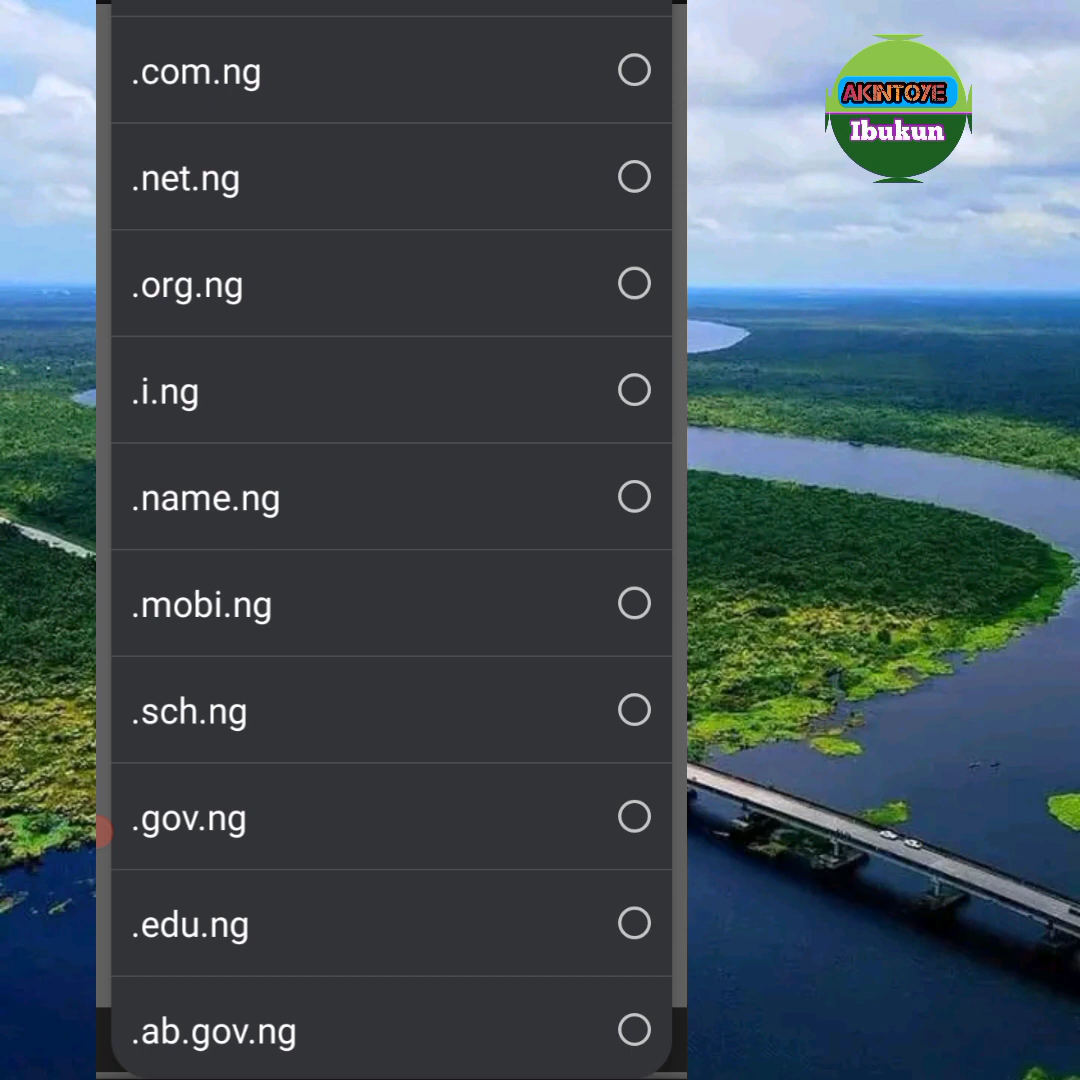 .com.ng
.net.ng
.org.ng
.i.ng
.name.ng
.mobi.ng
.sch.ng
.gov.ng
.edu.ng
.ab.gov.ng
AKINTOYE
Ibukun